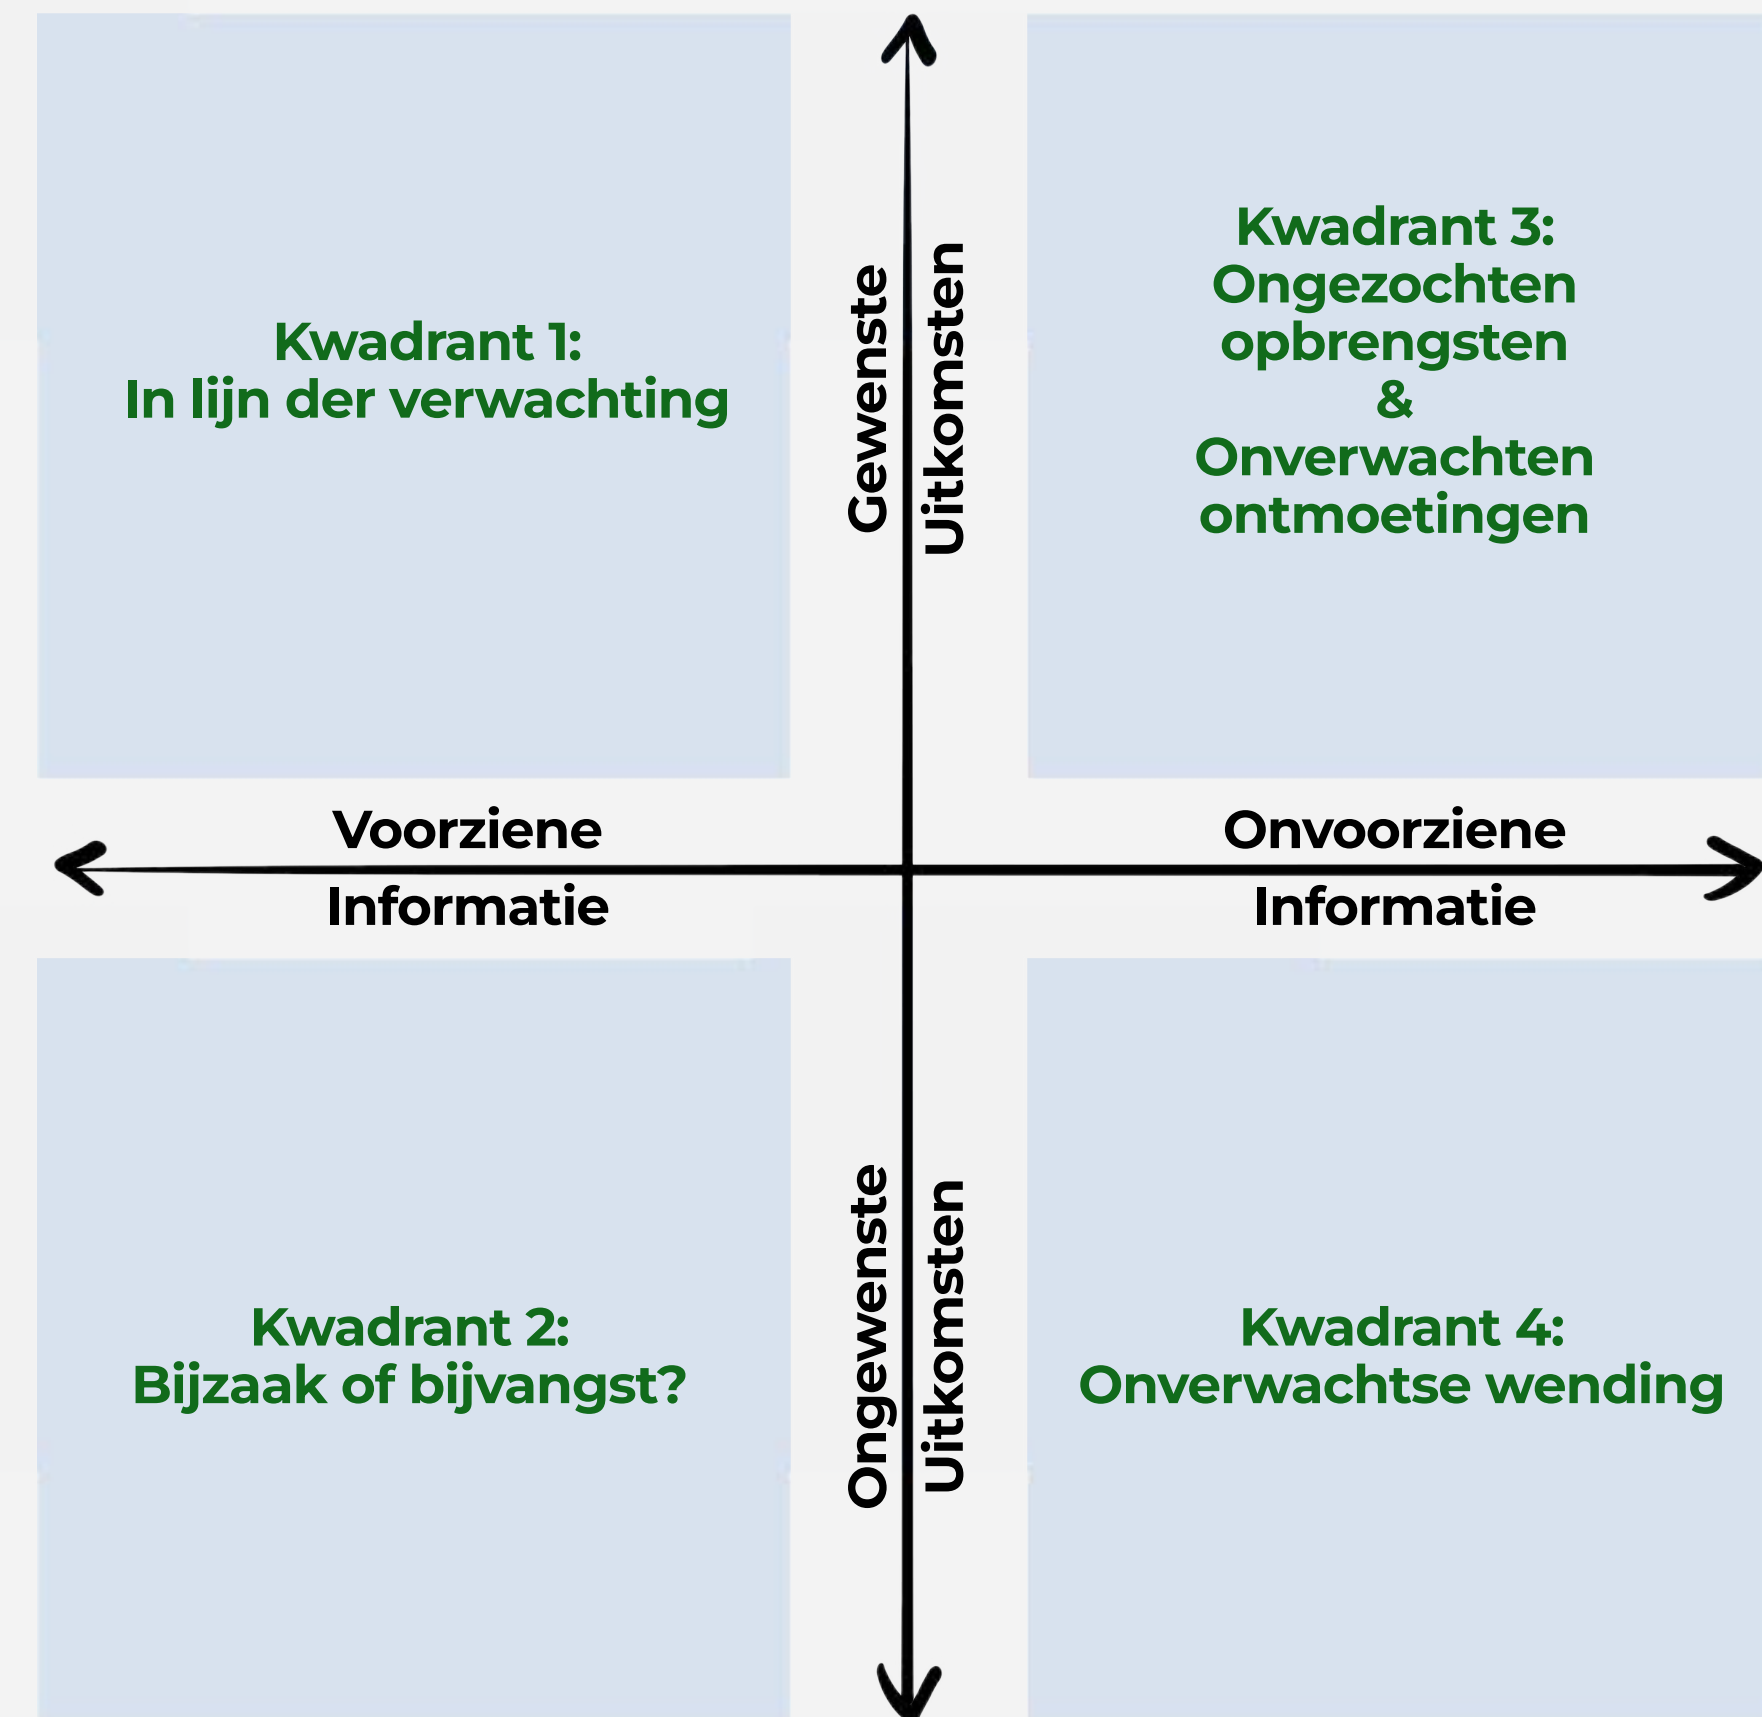 Kwadrant 1:
In lijn der verwachting
Gewenste
Uitkomsten
Kwadrant 3:
Ongezochten
opbrengsten
&
Onverwachten
ontmoetingen
Voorziene
Informatie
Onvoorziene
Informatie
Kwadrant 2:
Bijzaak of bijvangst?
Ongewenste
Uitkomsten
Kwadrant 4:
Onverwachtse wending